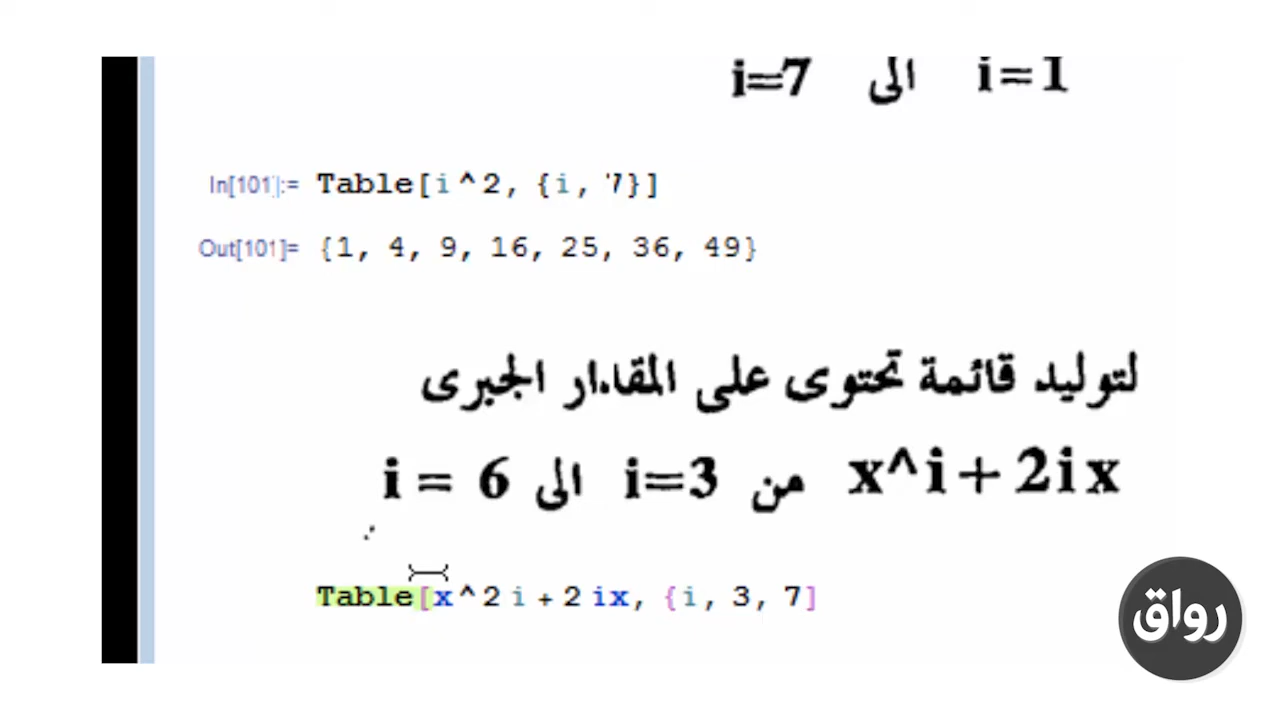 i=1 الى i=7
In[101]:= Table[i^2, {i, 7}]
Out[101]= {1, 4, 9, 16, 25, 36, 49}
لتوليد قائمة تحتوى على المقدار الجبرى
x^i+2ix من i=3 الى i = 6
Table[x^2 i+2 ix, {i, 3, 7]
رواق